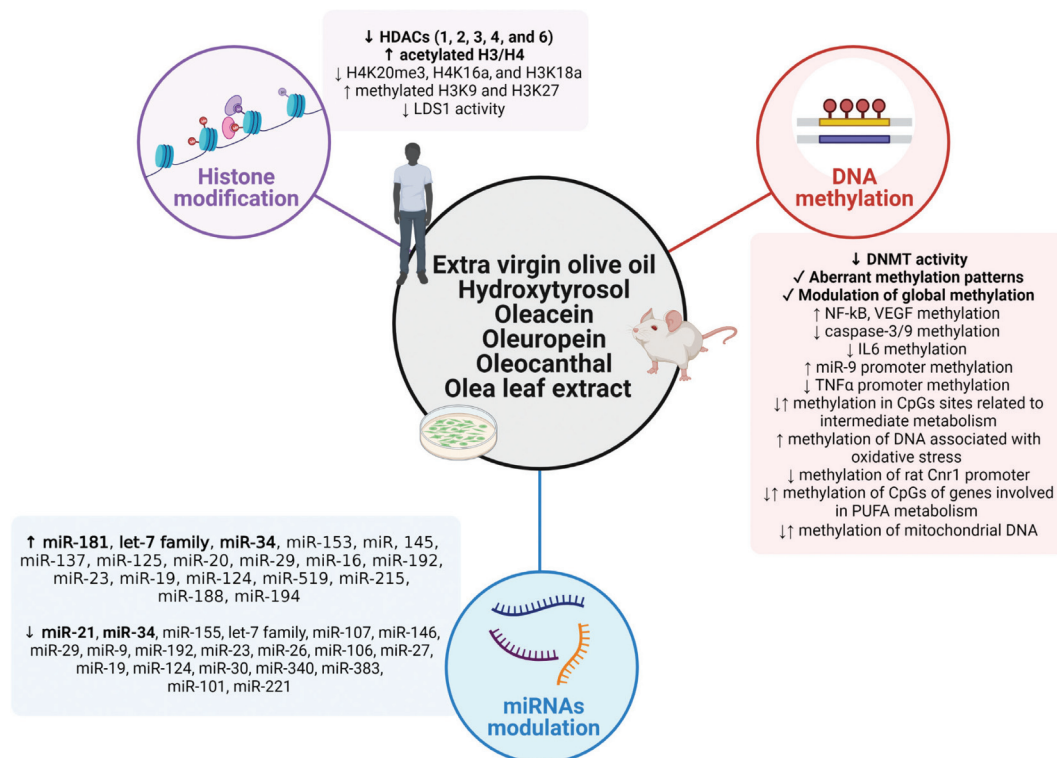 ↓ HDACs (1, 2, 3, 4, and 6)
↑ acetylated H3/H4
↓ H4K20me3, H4K16a, and H3K18a
↑ methylated H3K9 and H3K27
↓ LDS1 activity
Histone
modification
DNA
methylation
Extra virgin olive oil
Hydroxytyrosol
Oleacein
Oleuropein
Oleocanthal
Olea leaf extract
↓ DNMT activity
✓ Aberrant methylation patterns
✓ Modulation of global methylation
↑ NF-kB, VEGF methylation
↓ caspase-3/9 methylation
↓ IL6 methylation
↑ miR-9 promoter methylation
↓ TNFα promoter methylation
↓↑ methylation in CpGs sites related to
intermediate metabolism
↑ methylation of DNA associated with
oxidative stress
↓ methylation of rat Cnr1 promoter
↓↑ methylation of CpGs of genes involved
in PUFA metabolism
↓↑ methylation of mitochondrial DNA
↑ miR-181, let-7 family, miR-34, miR-153, miR, 145,
miR-137, miR-125, miR-20, miR-29, miR-16, miR-192,
miR-23, miR-19, miR-124, miR-519, miR-215,
miR-188, miR-194
↓ miR-21, miR-34, miR-155, let-7 family, miR-107, miR-146,
miR-29, miR-9, miR-192, miR-23, miR-26, miR-106, miR-27,
miR-19, miR-124, miR-30, miR-340, miR-383,
miR-101, miR-221
miRNAs
modulation